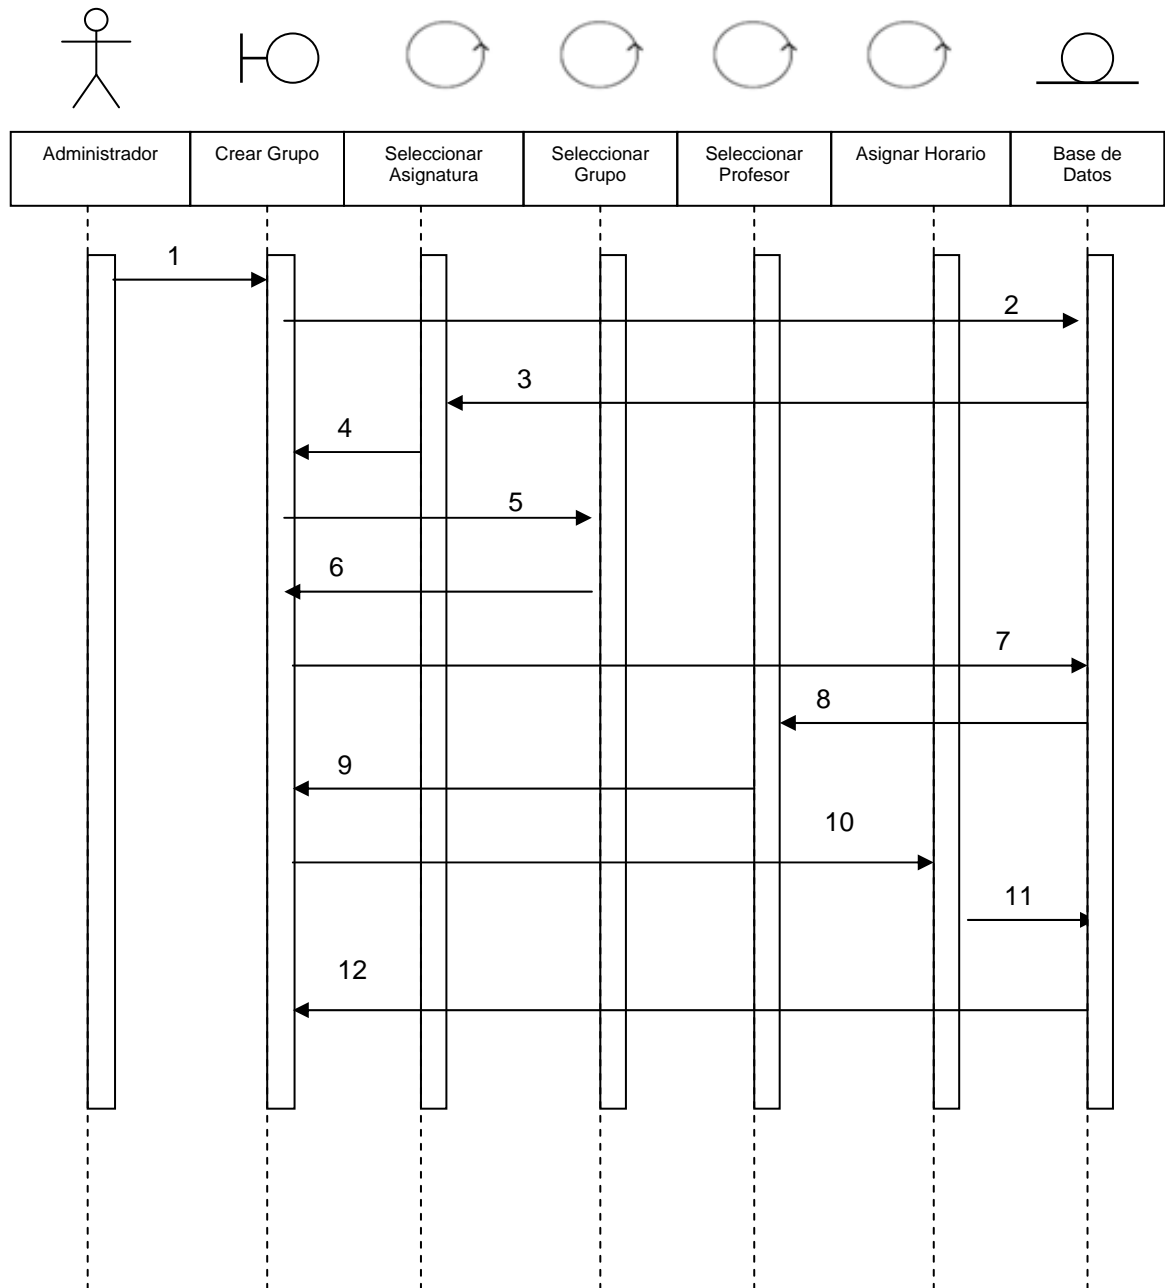 Administrador
Crear Grupo
Seleccionar
Asignatura
Seleccionar
Grupo
Seleccionar
Profesor
Asignar Horario
Base de
Datos
1
2
3
4
5
6
7
8
9
10
11
12